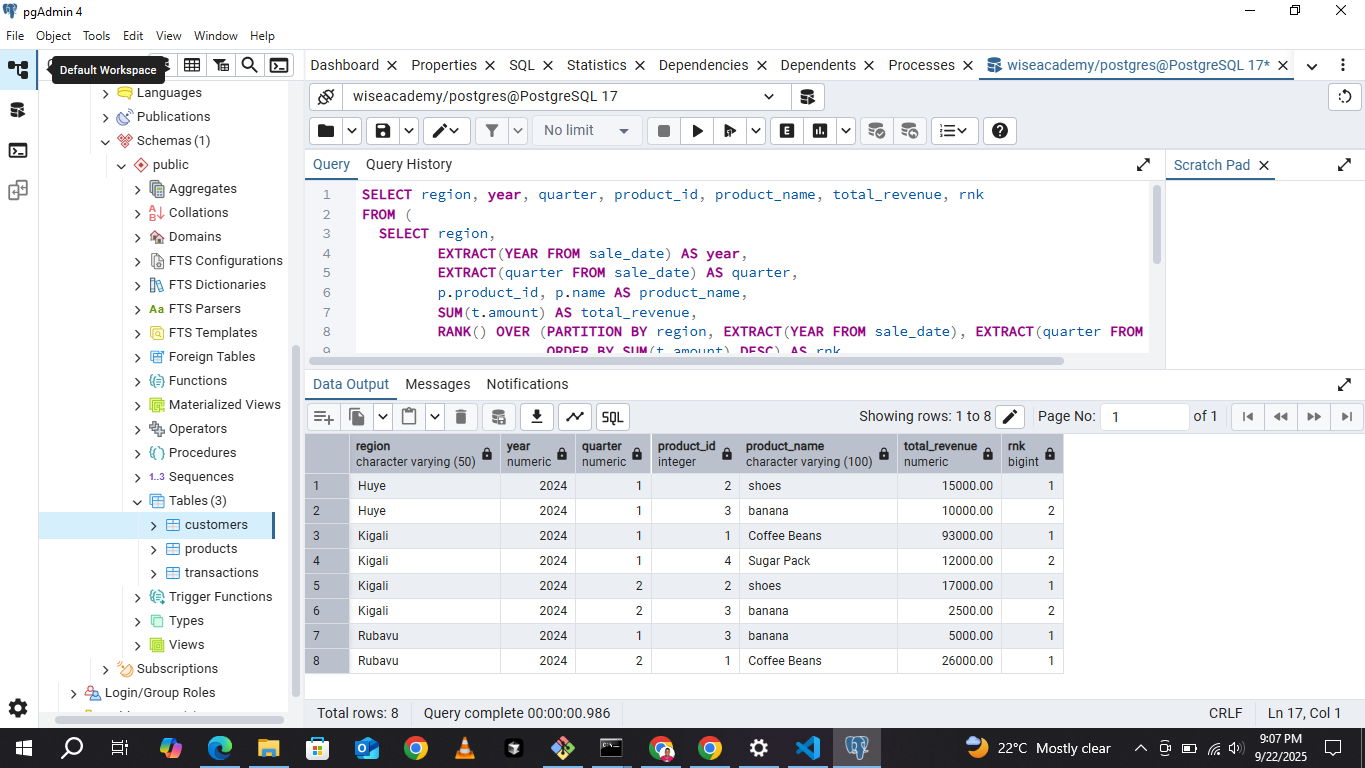 pgAdmin 4
File Object Tools Edit View Window Help
Default Workspace
Languages
Publications
Schemas (1)
public
Aggregates
Collations
Domains
FTS Configurations
FTS Dictionaries
Aa FTS Parsers
FTS Templates
Foreign Tables
Functions
Materialized Views
Operators
Procedures
1..3 Sequences
Tables (3)
customers
products
transactions
Trigger Functions
Types
Views
Subscriptions
Login/Group Roles
Dashboard Properties SQL Statistics Dependencies Dependents Processes wiseacademy/postgres@PostgreSQL 17*
wiseacademy/postgres@PostgreSQL 17
No limit E
Query Query History
Scratch Pad
1 SELECT region, year, quarter, product_id, product_name, total_revenue, rnk
2 FROM (
3 SELECT region,
4 EXTRACT(YEAR FROM sale_date) AS year,
5 EXTRACT(quarter FROM sale_date) AS quarter,
6 p.product_id, p.name AS product_name,
7 SUM(t.amount) AS total_revenue,
8 RANK() OVER (PARTITION BY region, EXTRACT(YEAR FROM sale_date), EXTRACT(quarter FROM
9 ORDER BY SUM(t.amount) DESC) AS rnk
Data Output Messages Notifications
SQL Showing rows: 1 to 8 Page No: 1 of 1
region year quarter product_id product_name total_revenue rnk
character varying (50) numeric numeric integer character varying (100) numeric bigint
1 Huye 2024 1 2 shoes 15000.00 1
2 Huye 2024 1 3 banana 10000.00 2
3 Kigali 2024 1 1 Coffee Beans 93000.00 1
4 Kigali 2024 1 4 Sugar Pack 12000.00 2
5 Kigali 2024 2 2 shoes 17000.00 1
6 Kigali 2024 2 3 banana 2500.00 2
7 Rubavu 2024 1 3 banana 5000.00 1
8 Rubavu 2024 2 1 Coffee Beans 26000.00 1
Total rows: 8 Query complete 00:00:00.986 CRLF Ln 17, Col 1
22°C Mostly clear
9:07 PM
9/22/2025